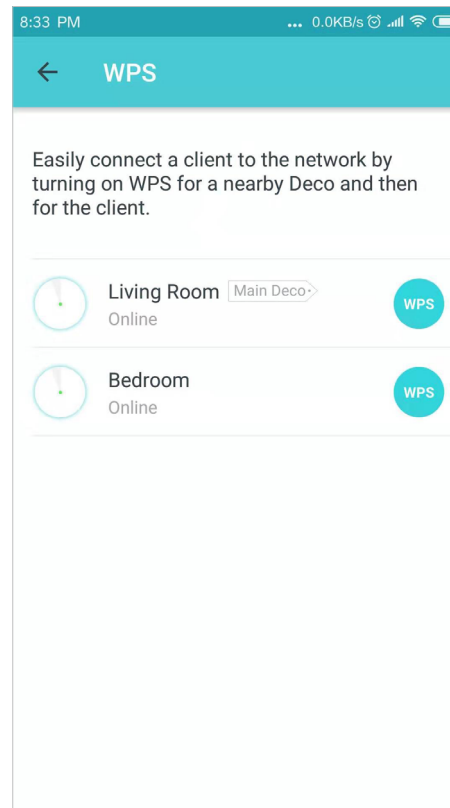 8:33 PM ... 0.0KB/s
WPS
Easily connect a client to the network by
turning on WPS for a nearby Deco and then
for the client.
Living Room Main Deco
Online
WPS
Bedroom
Online
WPS